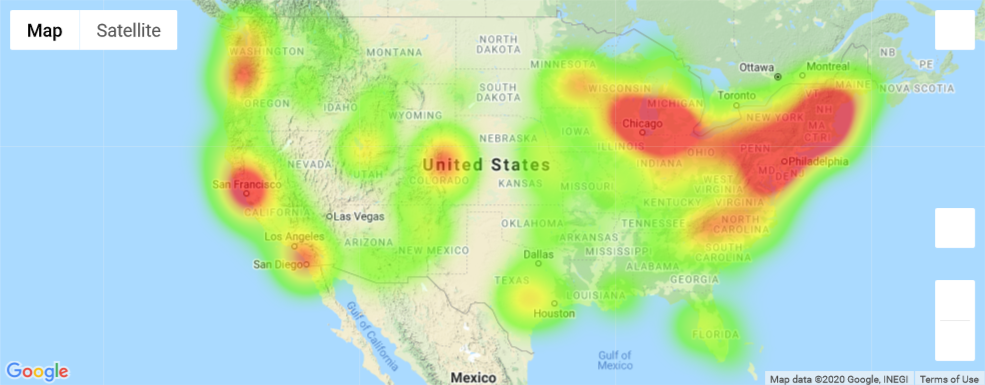 Map Satellite
WASHINGTON
MONTANA
NORTH
DAKOTA
MINNESOTA
Ottawa
Montreal
NB
PE
MAINE
NOVA SCOTIA
OREGON
IDAHO
SOUTH
DAKOTA
WISCONSIN
MICHIGAN
Toronto
VT
NH
WYOMING
Chicago
NEW YORK
MA
CT RI
NEBRASKA
IOWA
ILLINOIS
INDIANA
OHIO
PENN
Philadelphia
NEVADA
UTAH
United States
COLORADO
KANSAS
MISSOURI
WEST
VIRGINIA
MD
DE
NJ
San Francisco
CALIFORNIA
Las Vegas
KENTUCKY
VIRGINIA
Los Angeles
ARIZONA
NEW MEXICO
OKLAHOMA
ARKANSAS
TENNESSEE
NORTH
CAROLINA
San Diego
Dallas
MISSISSIPPI
ALABAMA
SOUTH
CAROLINA
TEXAS
LOUISIANA
GEORGIA
Houston
FLORIDA
Gulf of California
Gulf of
Mexico
Mexico
Google
Map data ©2020 Google, INEGI Terms of Use